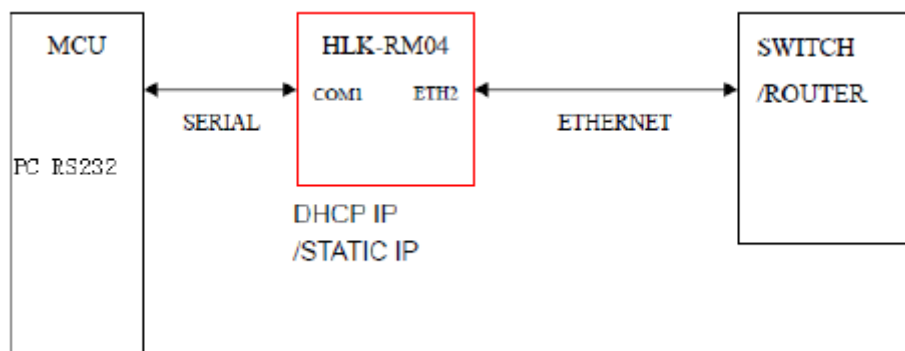 MCU
PC RS232
SERIAL
HLK-RM04
COM1 ETH2
DHCP IP
/STATIC IP
ETHERNET
SWITCH
/ROUTER